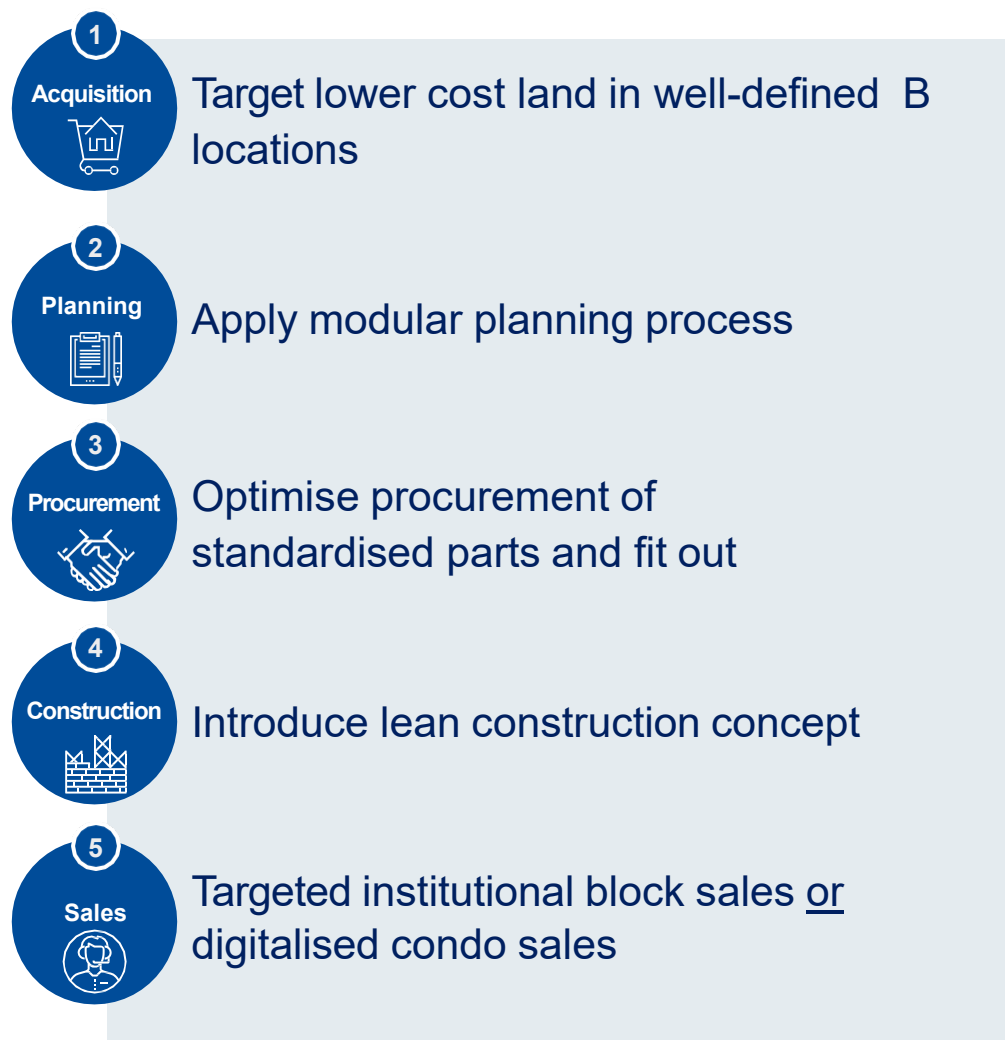 1
Acquisition
Target lower cost land in well-defined  B
locations
2
Planning
Apply modular planning process
3
Procurement
Optimise procurement of
standardised parts and fit out
4
Construction
Introduce lean construction concept
5
Sales
Targeted institutional block sales or
digitalised condo sales